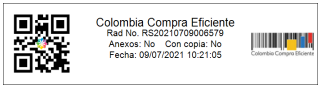 Colombia Compra Eficiente
Rad No. RS20210709006579
Anexos: No Con copia: No
Fecha: 09/07/2021 10:21:05
Colombia Compra Eficiente